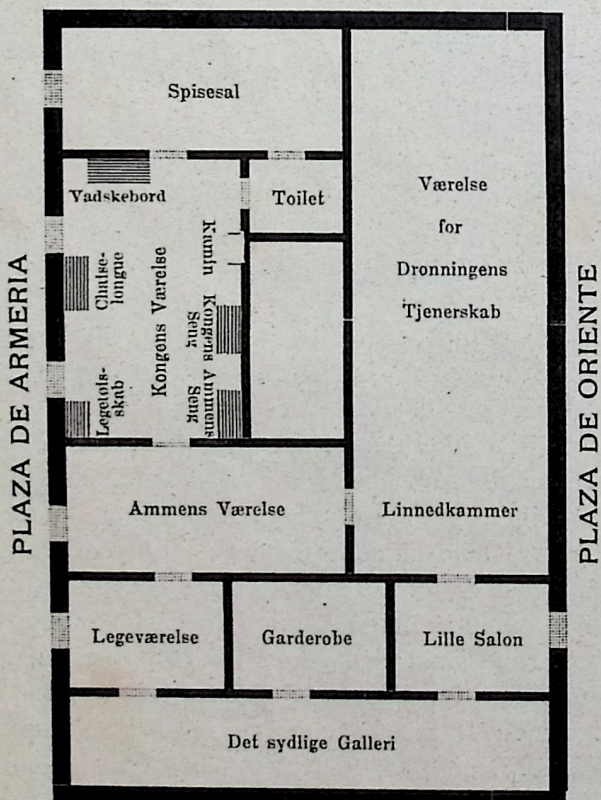 Spisesal
Vadskebord
Toilet
Værelse
for
Dronningens
Tjenerskab
Kamin
Chaise-
longue
Kongens Værelse
Kongens
Seng
Legetøis-
skab
Ammens
Seng
PLAZA DE ARMERIA
PLAZA DE ORIENTE
Ammens Værelse
Linnedkammer
Legeværelse
Garderobe
Lille Salon
Det sydlige Galleri